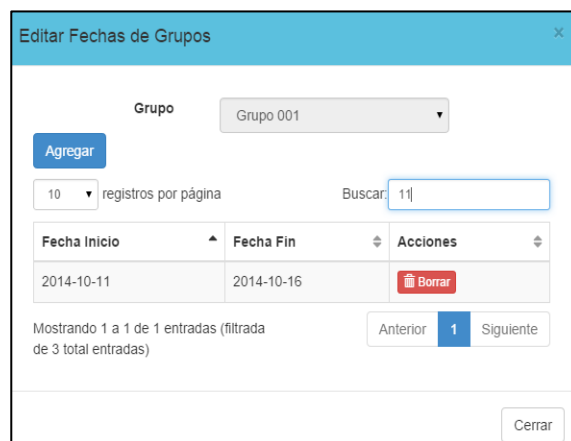 Editar Fechas de Grupos ×
Grupo Grupo 001
Agregar
10 registros por página Buscar: 11
Fecha Inicio Fecha Fin Acciones
2014-10-11 2014-10-16 Borrar
Mostrando 1 a 1 de 1 entradas (filtrada
de 3 total entradas)
Anterior 1 Siguiente
Cerrar